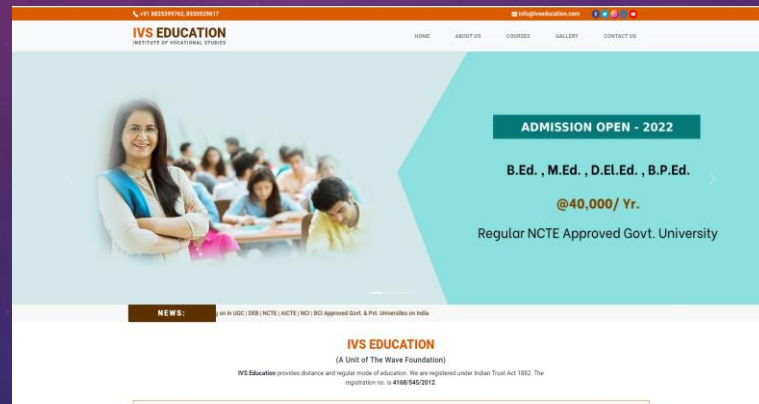 +91 8825399762, 8935929617
info@ivseducation.com
IVS EDUCATION
INSTITUTE OF VOCATIONAL STUDIES
HOME ABOUT US COURSES GALLERY CONTACT US
ADMISSION OPEN - 2022
B.Ed. , M.Ed. , D.El.Ed. , B.P.Ed.
@40,000/ Yr.
Regular NCTE Approved Govt. University
NEWS: g on in UGC | DEB | NCTE | AICTE | NCI | BCI Approved Govt. & Pvt. Universites on India
IVS EDUCATION
(A Unit of The Wave Foundation)
IVS Education provides distance and regular mode of education. We are registered under Indian Trust Act 1882. The
registration no. is 4168/545/2012.